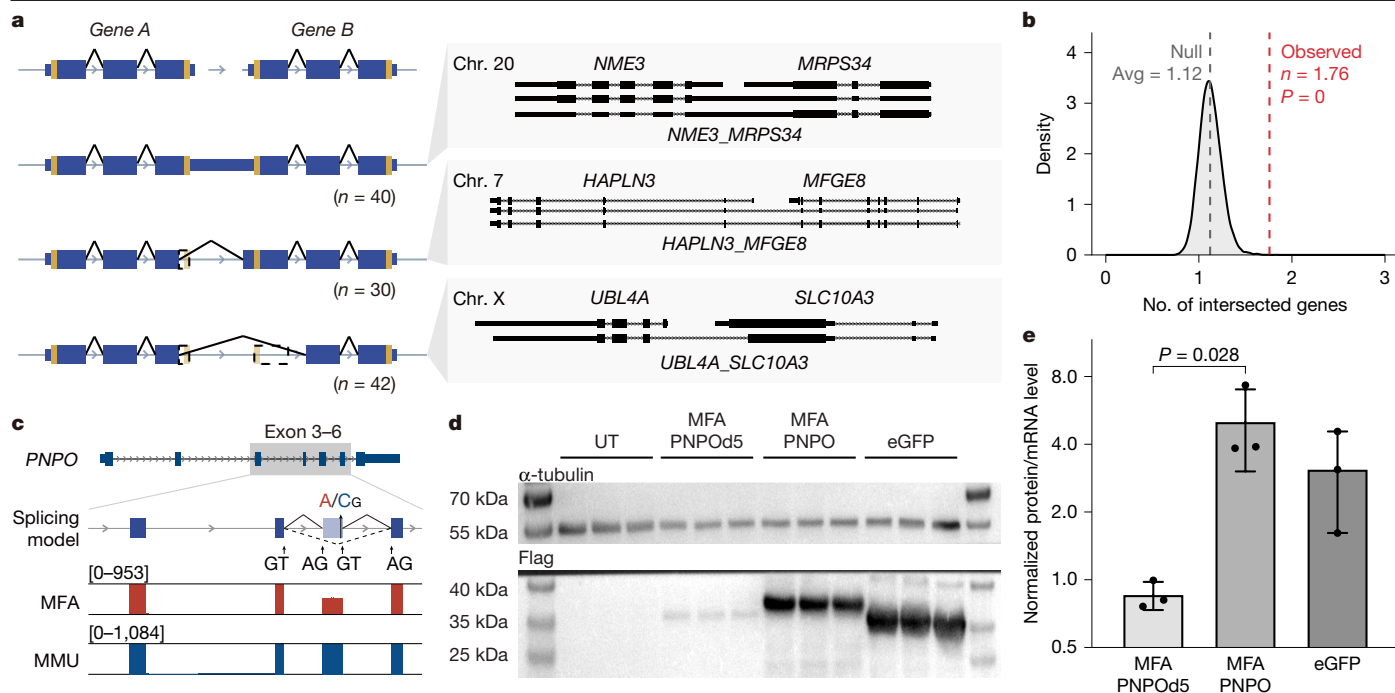 a
Gene A
Gene B
(n = 40)
(n = 30)
(n = 42)
Chr. 20
NME3
MRPS34
NME3_MRPS34
Chr. 7
HAPLN3
MFGE8
HAPLN3_MFGE8
Chr. X
UBL4A
SLC10A3
UBL4A_SLC10A3
b
Density
4
3
2
1
0
Null
Avg = 1.12
Observed
n = 1.76
P = 0
0 1 2 3
No. of intersected genes
c
Exon 3–6
PNPO
A/CG
Splicing
model
GT AG GT AG
[0–953]
MFA
[0–1,084]
MMU
d
UT
MFA
PNPOd5
MFA
PNPO
eGFP
α-tubulin
70 kDa
55 kDa
Flag
40 kDa
35 kDa
25 kDa
e
Normalized protein/mRNA level
P = 0.028
8.0
4.0
2.0
1.0
0.5
MFA
PNPOd5
MFA
PNPO
eGFP